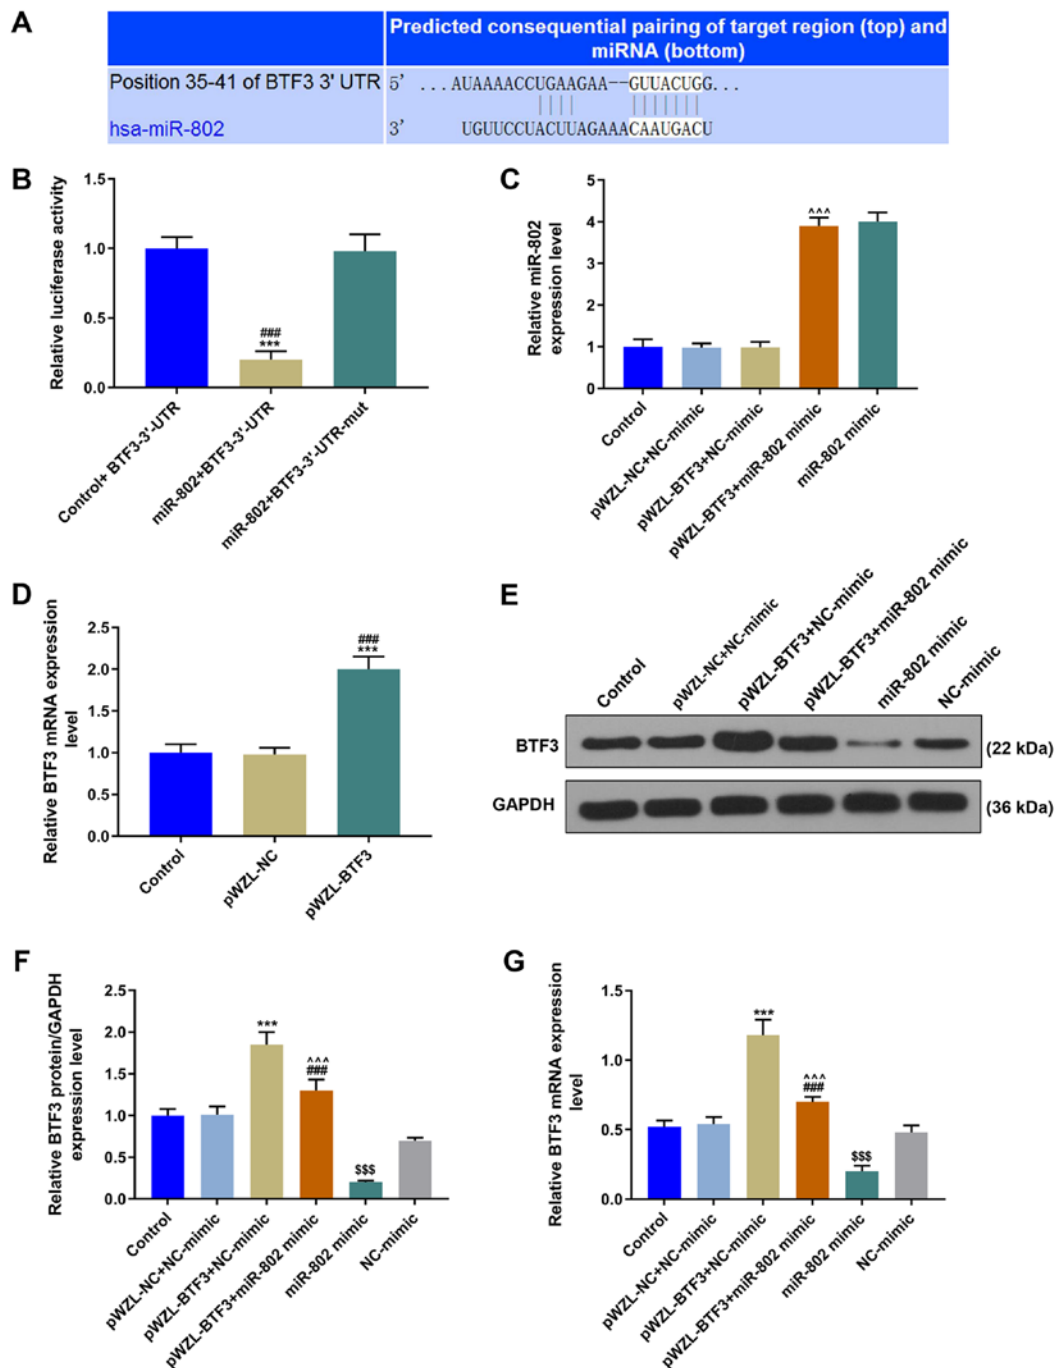 A
Predicted consequential pairing of target region (top) and
miRNA (bottom)
Position 35-41 of BTF3 3' UTR 5' ...AUAAAACCUGAAGAA--GUUACUGG...
hsa-miR-802 3' UGUUCCUACUUAGAAACAAUGACU
B
Relative luciferase activity
1.5
1.0
0.5
0.0
###
***
Control+ BTF3-3'-UTR
miR-802+BTF3-3'-UTR
miR-802+BTF3-3'-UTR-mut
C
Relative miR-802
expression level
5
4
3
2
1
0
^^^
Control
pWZL-NC+NC-mimic
pWZL-BTF3+NC-mimic
pWZL-BTF3+miR-802 mimic
miR-802 mimic
D
Relative BTF3 mRNA expression
level
2.5
2.0
1.5
1.0
0.5
0.0
###
***
Control
pWZL-NC
pWZL-BTF3
E
Control
pWZL-NC+NC-mimic
pWZL-BTF3+NC-mimic
pWZL-BTF3+miR-802 mimic
miR-802 mimic
NC-mimic
BTF3 (22 kDa)
GAPDH (36 kDa)
F
Relative BTF3 protein/GAPDH
expression level
2.5
2.0
1.5
1.0
0.5
0.0
***
^^^
###
$$$
Control
pWZL-NC+NC-mimic
pWZL-BTF3+NC-mimic
pWZL-BTF3+miR-802 mimic
miR-802 mimic
NC-mimic
G
Relative BTF3 mRNA expression
level
1.5
1.0
0.5
0.0
***
^^^
###
$$$
Control
pWZL-NC+NC-mimic
pWZL-BTF3+NC-mimic
pWZL-BTF3+miR-802 mimic
miR-802 mimic
NC-mimic